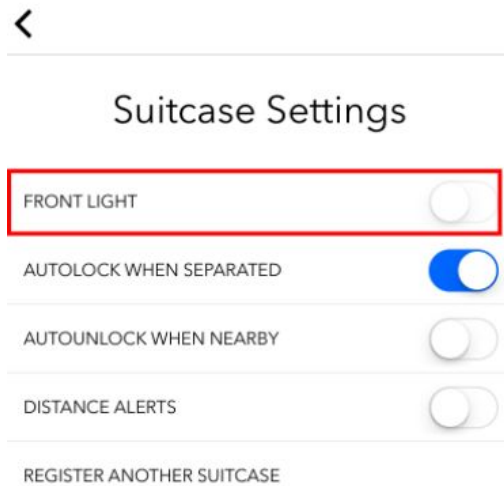 Suitcase Settings
FRONT LIGHT
AUTOLOCK WHEN SEPARATED
AUTOUNLOCK WHEN NEARBY
DISTANCE ALERTS
REGISTER ANOTHER SUITCASE